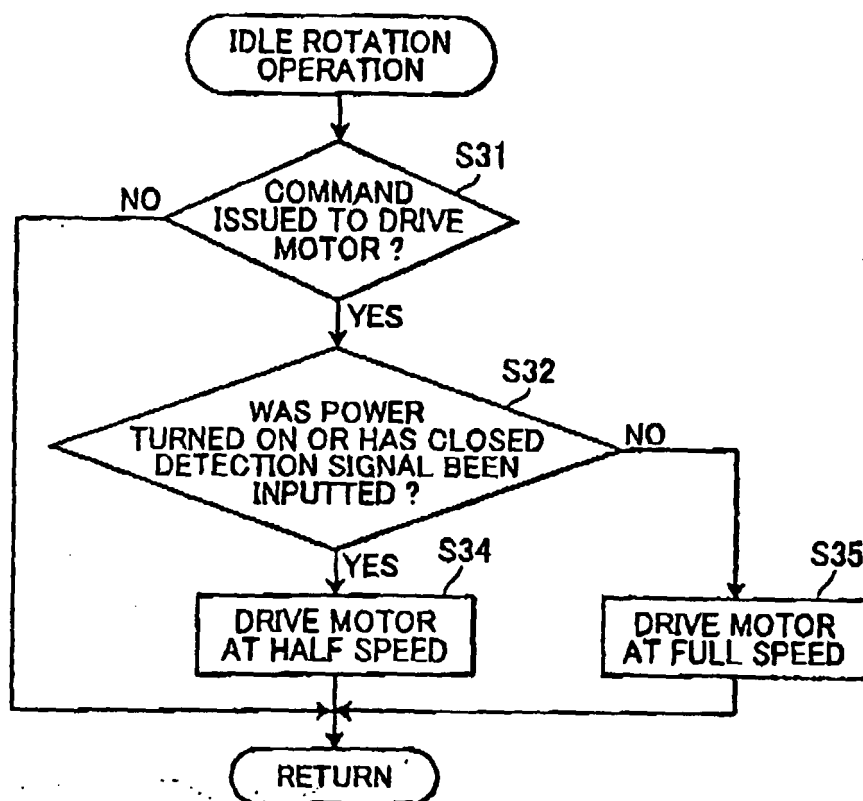 IDLE ROTATION
OPERATION
S31
COMMAND
ISSUED TO DRIVE
MOTOR ?
NO
YES
S32
WAS POWER
TURNED ON OR HAS CLOSED
DETECTION SIGNAL BEEN
INPUTTED ?
NO
YES
S34
DRIVE MOTOR
AT HALF SPEED
S35
DRIVE MOTOR
AT FULL SPEED
RETURN